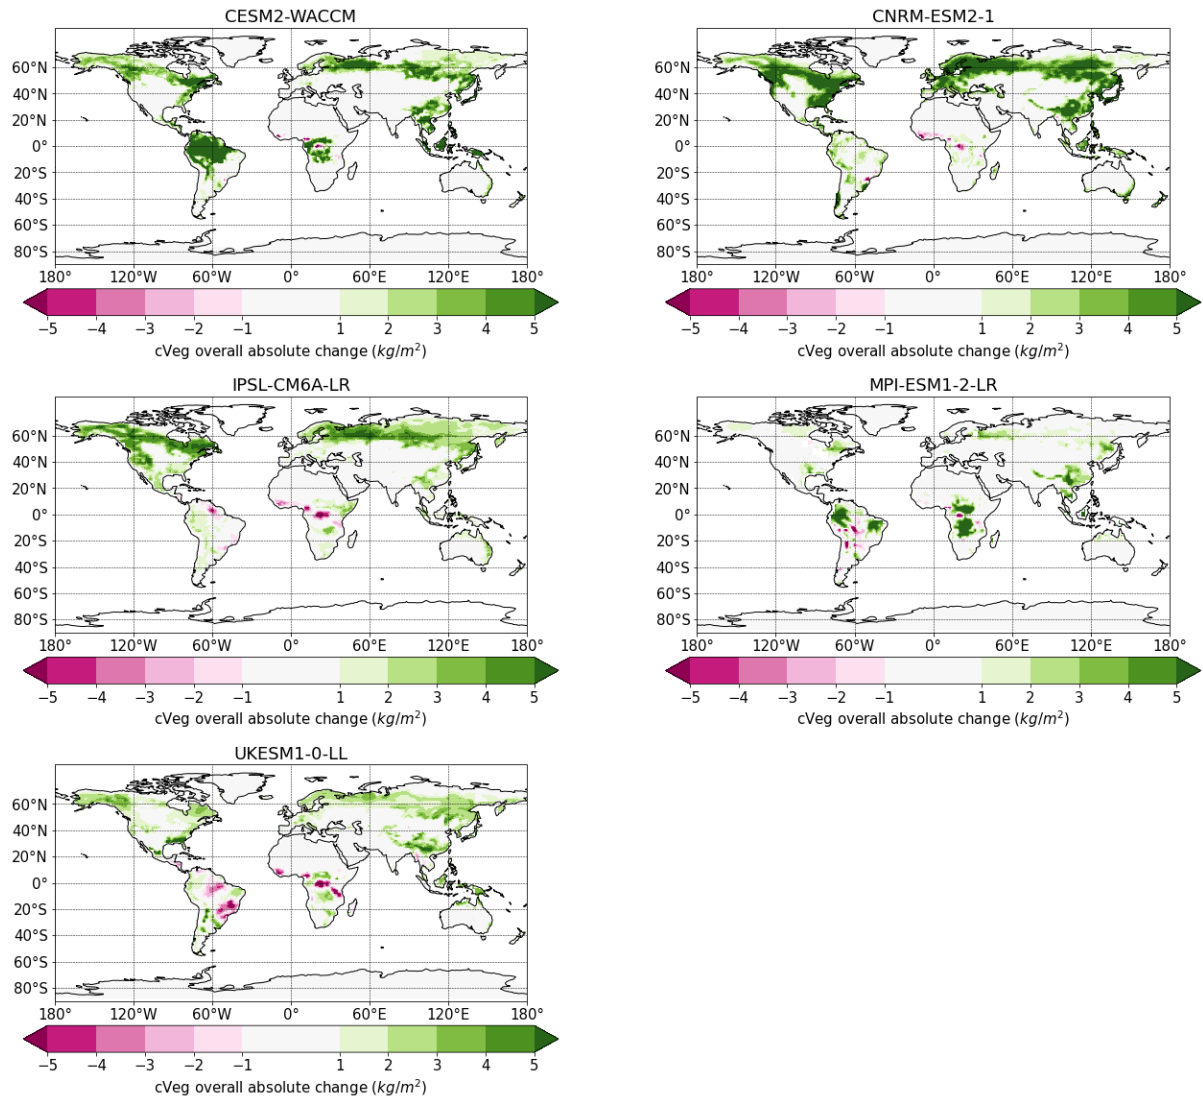 CESM2-WACCM
60°N
40°N
20°N
0°
20°S
40°S
60°S
80°S
180° 120°W 60°W 0° 60°E 120°E 180°
−5 −4 −3 −2 −1 1 2 3 4 5
cVeg overall absolute change (kg/m²)
CNRM-ESM2-1
60°N
40°N
20°N
0°
20°S
40°S
60°S
80°S
180° 120°W 60°W 0° 60°E 120°E 180°
−5 −4 −3 −2 −1 1 2 3 4 5
cVeg overall absolute change (kg/m²)
IPSL-CM6A-LR
60°N
40°N
20°N
0°
20°S
40°S
60°S
80°S
180° 120°W 60°W 0° 60°E 120°E 180°
−5 −4 −3 −2 −1 1 2 3 4 5
cVeg overall absolute change (kg/m²)
MPI-ESM1-2-LR
60°N
40°N
20°N
0°
20°S
40°S
60°S
80°S
180° 120°W 60°W 0° 60°E 120°E 180°
−5 −4 −3 −2 −1 1 2 3 4 5
cVeg overall absolute change (kg/m²)
UKESM1-0-LL
60°N
40°N
20°N
0°
20°S
40°S
60°S
80°S
180° 120°W 60°W 0° 60°E 120°E 180°
−5 −4 −3 −2 −1 1 2 3 4 5
cVeg overall absolute change (kg/m²)